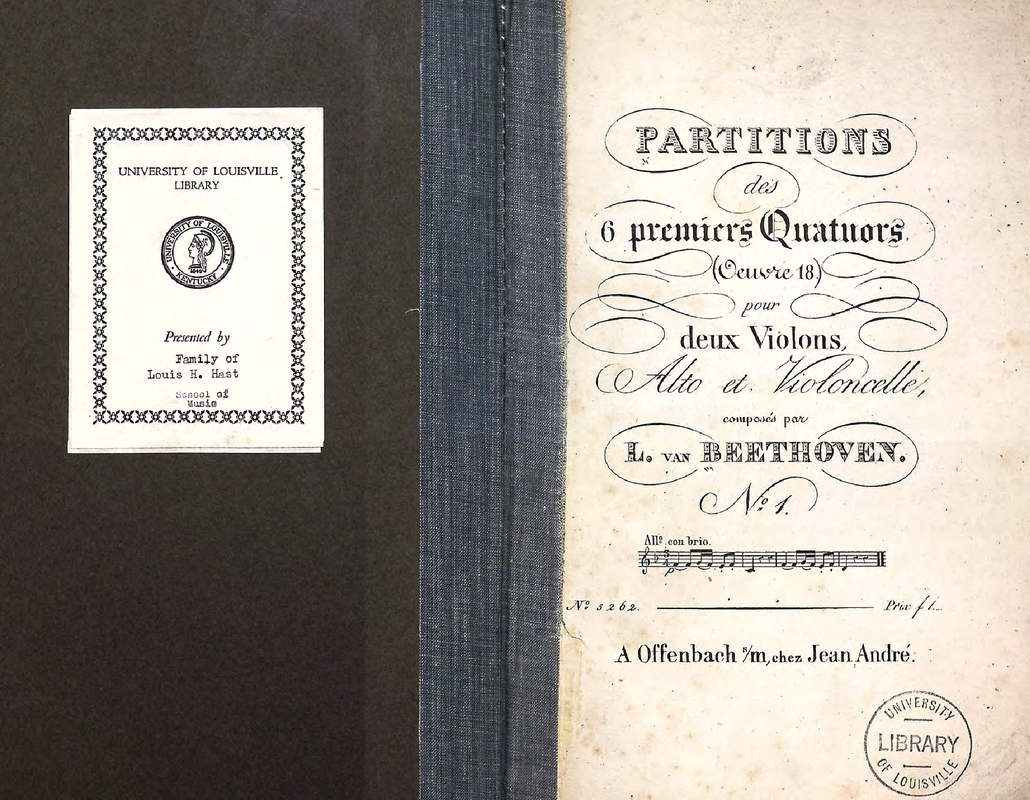 UNIVERSITY OF LOUISVILLE
LIBRARY
UNIVERSITY OF LOUISVILLE
KENTUCKY
Presented by
Family of
Louis H. Hast
School of
Music
PARTITIONS
des
6 premiers Quatuors
(Oeuvre 18)
pour
deux Violons,
Alto et Violoncelle,
composés par
L. VAN BEETHOVEN.
Nº 1.
Allº con brio.
Nº 5262. Prix f 1.
A Offenbach s/m, chez Jean André.
UNIVERSITY
LIBRARY
OF LOUISVILLE